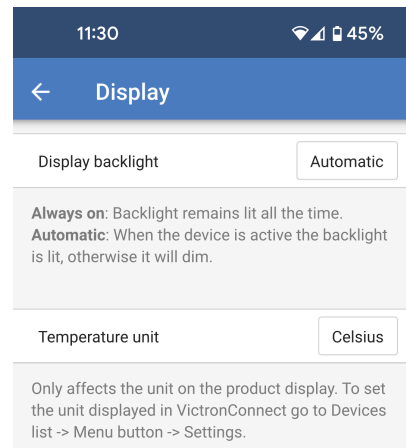 11:30 45%
Display
Display backlight Automatic
Always on: Backlight remains lit all the time.
Automatic: When the device is active the backlight
is lit, otherwise it will dim.
Temperature unit Celsius
Only affects the unit on the product display. To set
the unit displayed in VictronConnect go to Devices
list -> Menu button -> Settings.